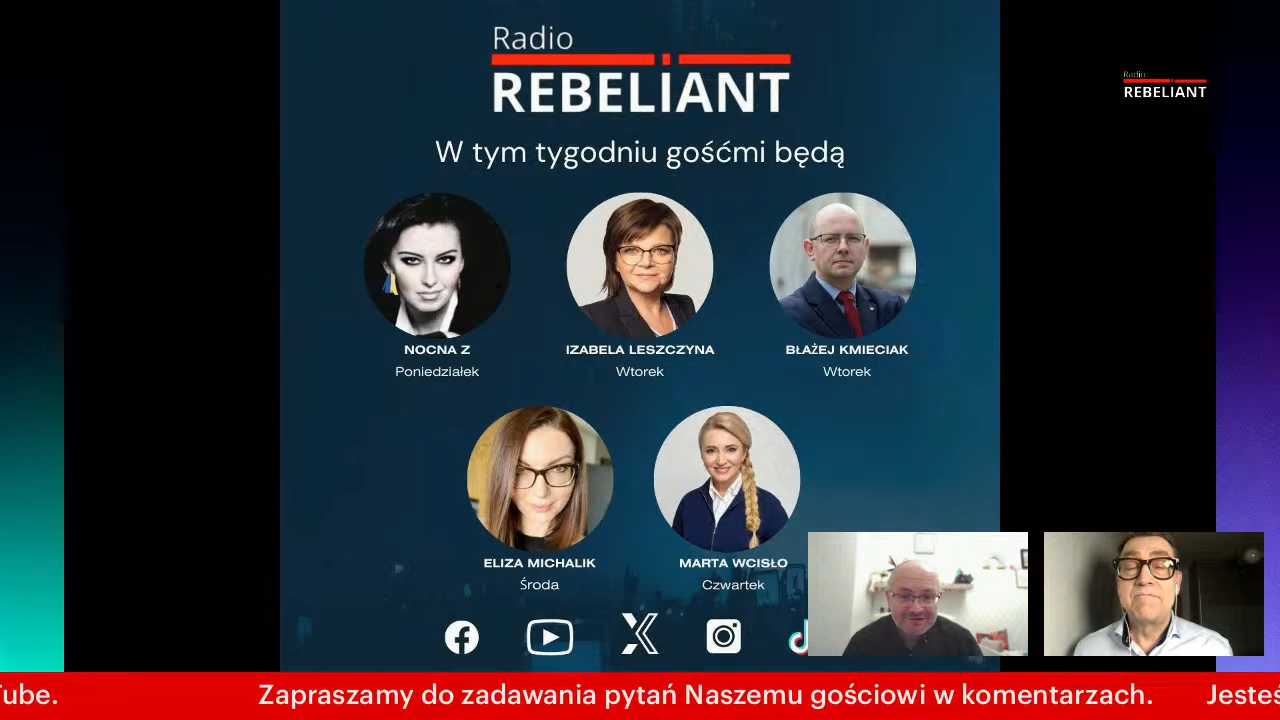 Radio
REBELIANT
Radio
REBELIANT
W tym tygodniu gośćmi będą
NOCNA Z
IZABELA LESZCZYNA
BŁAŻEJ KMIECIAK
Poniedziałek
Wtorek
Wtorek
ELIZA MICHALIK
MARTA WCISŁO
Środa
Czwartek
Tube. Zapraszamy do zadawania pytań Naszemu gościowi w komentarzach. Jesteś